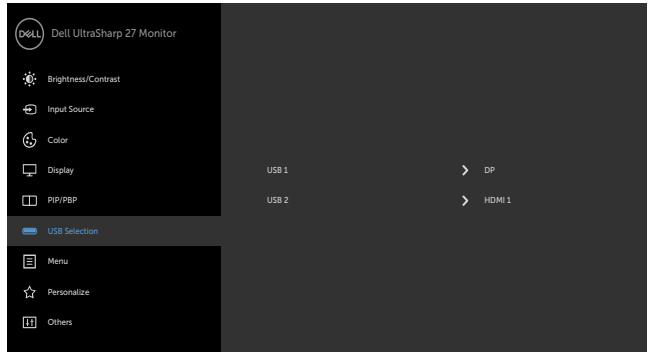 DELL Dell UltraSharp 27 Monitor
Brightness/Contrast
Input Source
Color
Display USB 1 DP
PIP/PBP USB 2 HDMI 1
USB Selection
Menu
Personalize
Others